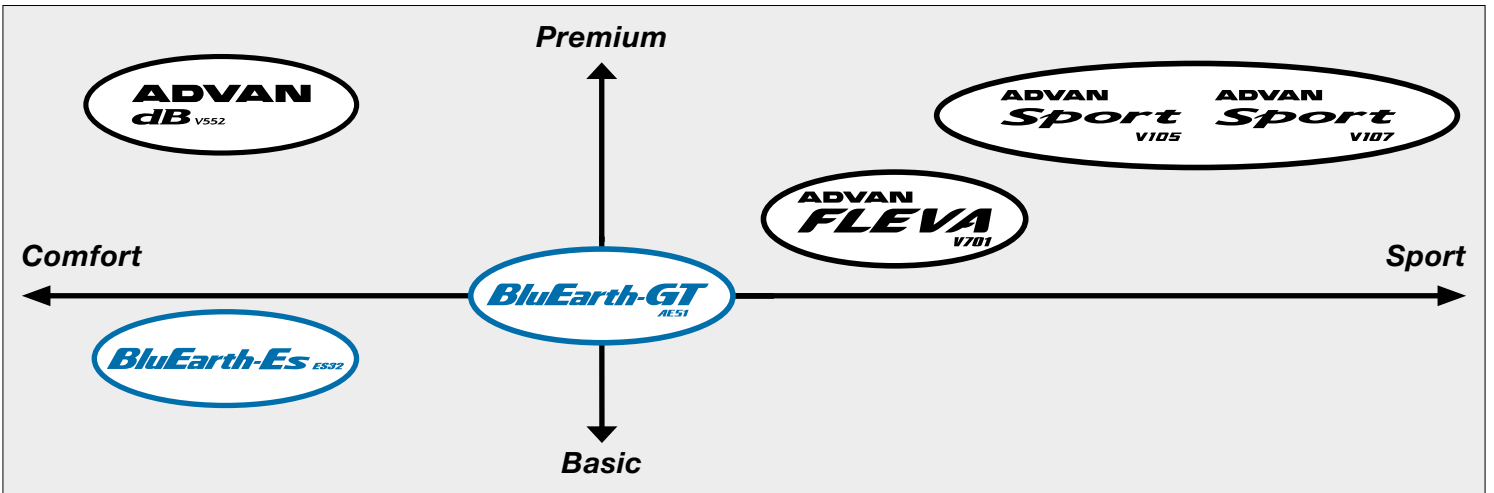 Premium
ADVAN
dB V552
ADVAN
Sport
V105
ADVAN
Sport
V107
ADVAN
FLEVA
V701
Comfort
Sport
BluEarth-GT
AE51
BluEarth-Es ES32
Basic